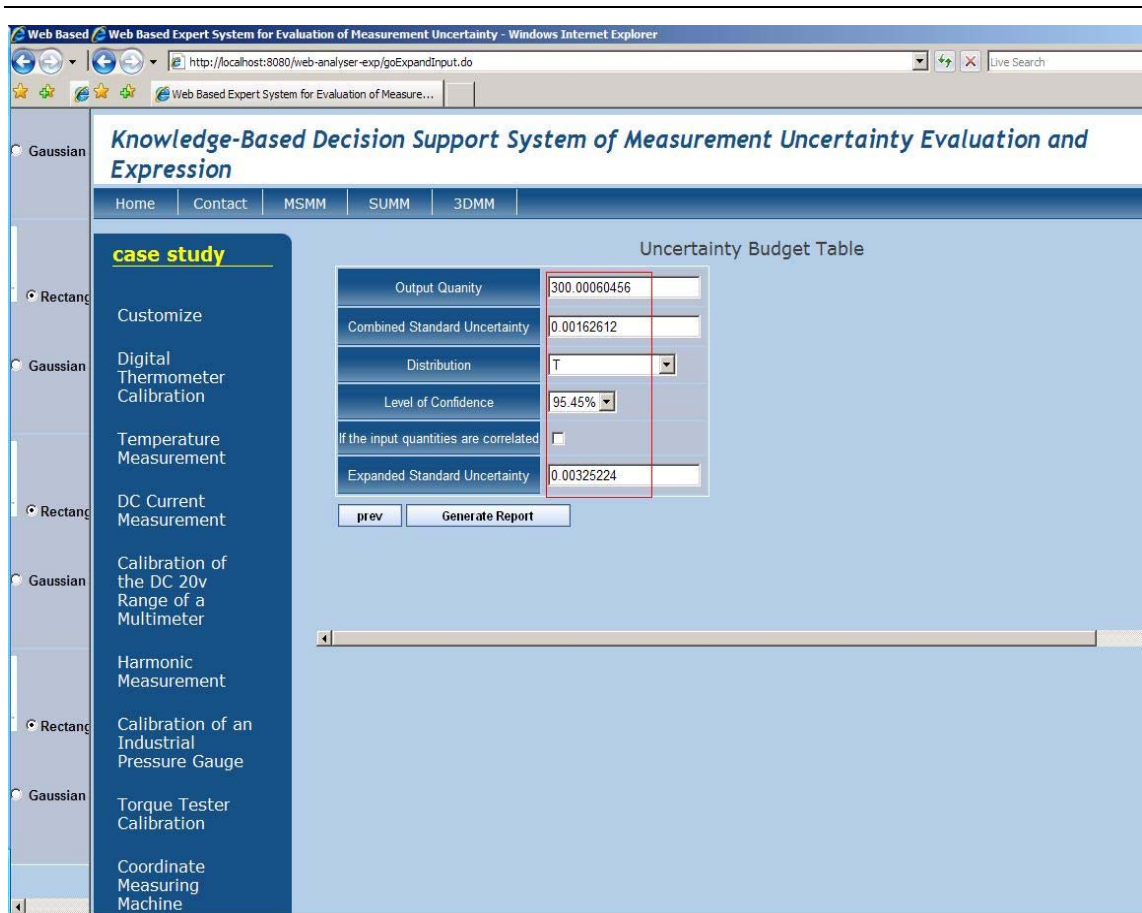 Web Based
Web Based Expert System for Evaluation of Measurement Uncertainty - Windows Internet Explorer
http://localhost:8080/web-analyser-exp/goExpandInput.do
Live Search
Web Based Expert System for Evaluation of Measure...
Gaussian
Rectang
Gaussian
Rectang
Gaussian
Rectang
Gaussian
Knowledge-Based Decision Support System of Measurement Uncertainty Evaluation and
Expression
Home
Contact
MSMM
SUMM
3DMM
case study
Customize
Digital
Thermometer
Calibration
Temperature
Measurement
DC Current
Measurement
Calibration of
the DC 20v
Range of a
Multimeter
Harmonic
Measurement
Calibration of an
Industrial
Pressure Gauge
Torque Tester
Calibration
Coordinate
Measuring
Machine
Uncertainty Budget Table
Output Quanity 300.00060456
Combined Standard Uncertainty 0.00162612
Distribution T
Level of Confidence 95.45%
If the input quantities are correlated
Expanded Standard Uncertainty 0.00325224
prev
Generate Report